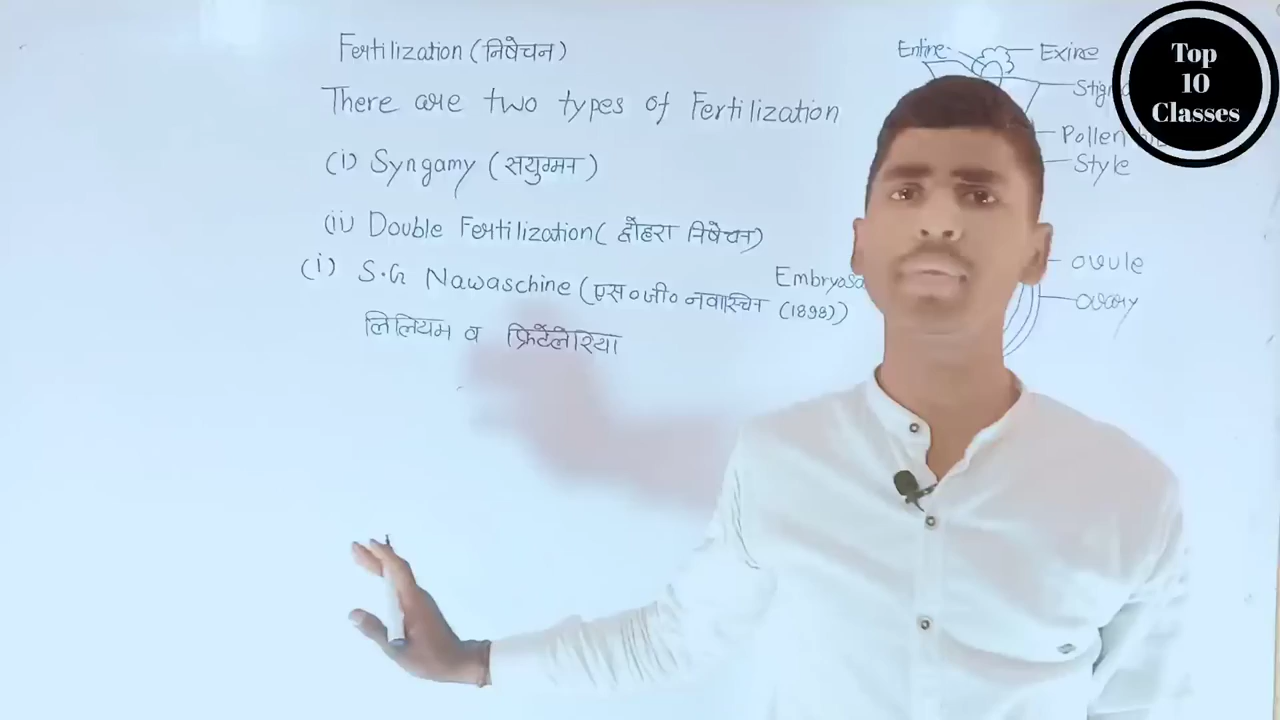 Fertilization (निषेचन)
There are two types of Fertilization
(i) Syngamy (सयुग्मन)
(ii) Double Fertilization( दोहरा निषेचन)
(i) S.G Nawaschine (एस०जी० नवास्चिन (1898))
लिलियम व फ्रिटेलेरिया
Entine
Exine
Stigm
Pollen
Style
Embryosa
ovule
ovary
Top
10
Classes